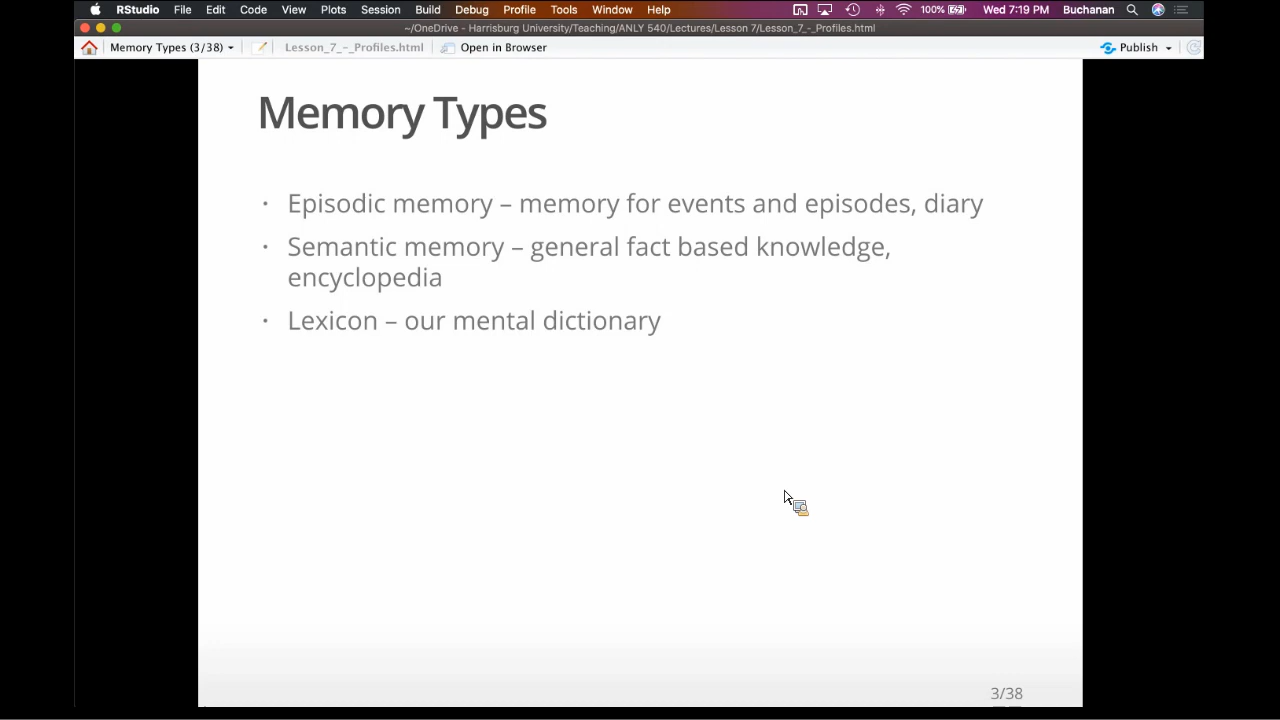 RStudio File Edit Code View Plots Session Build Debug Profile Tools Window Help 100% Wed 7:19 PM Buchanan
~/OneDrive - Harrisburg University/Teaching/ANLY 540/Lectures/Lesson 7/Lesson_7_-_Profiles.html
Memory Types (3/38) Lesson_7_-_Profiles.html Open in Browser Publish
Memory Types
· Episodic memory – memory for events and episodes, diary
· Semantic memory – general fact based knowledge,
encyclopedia
· Lexicon – our mental dictionary
3/38